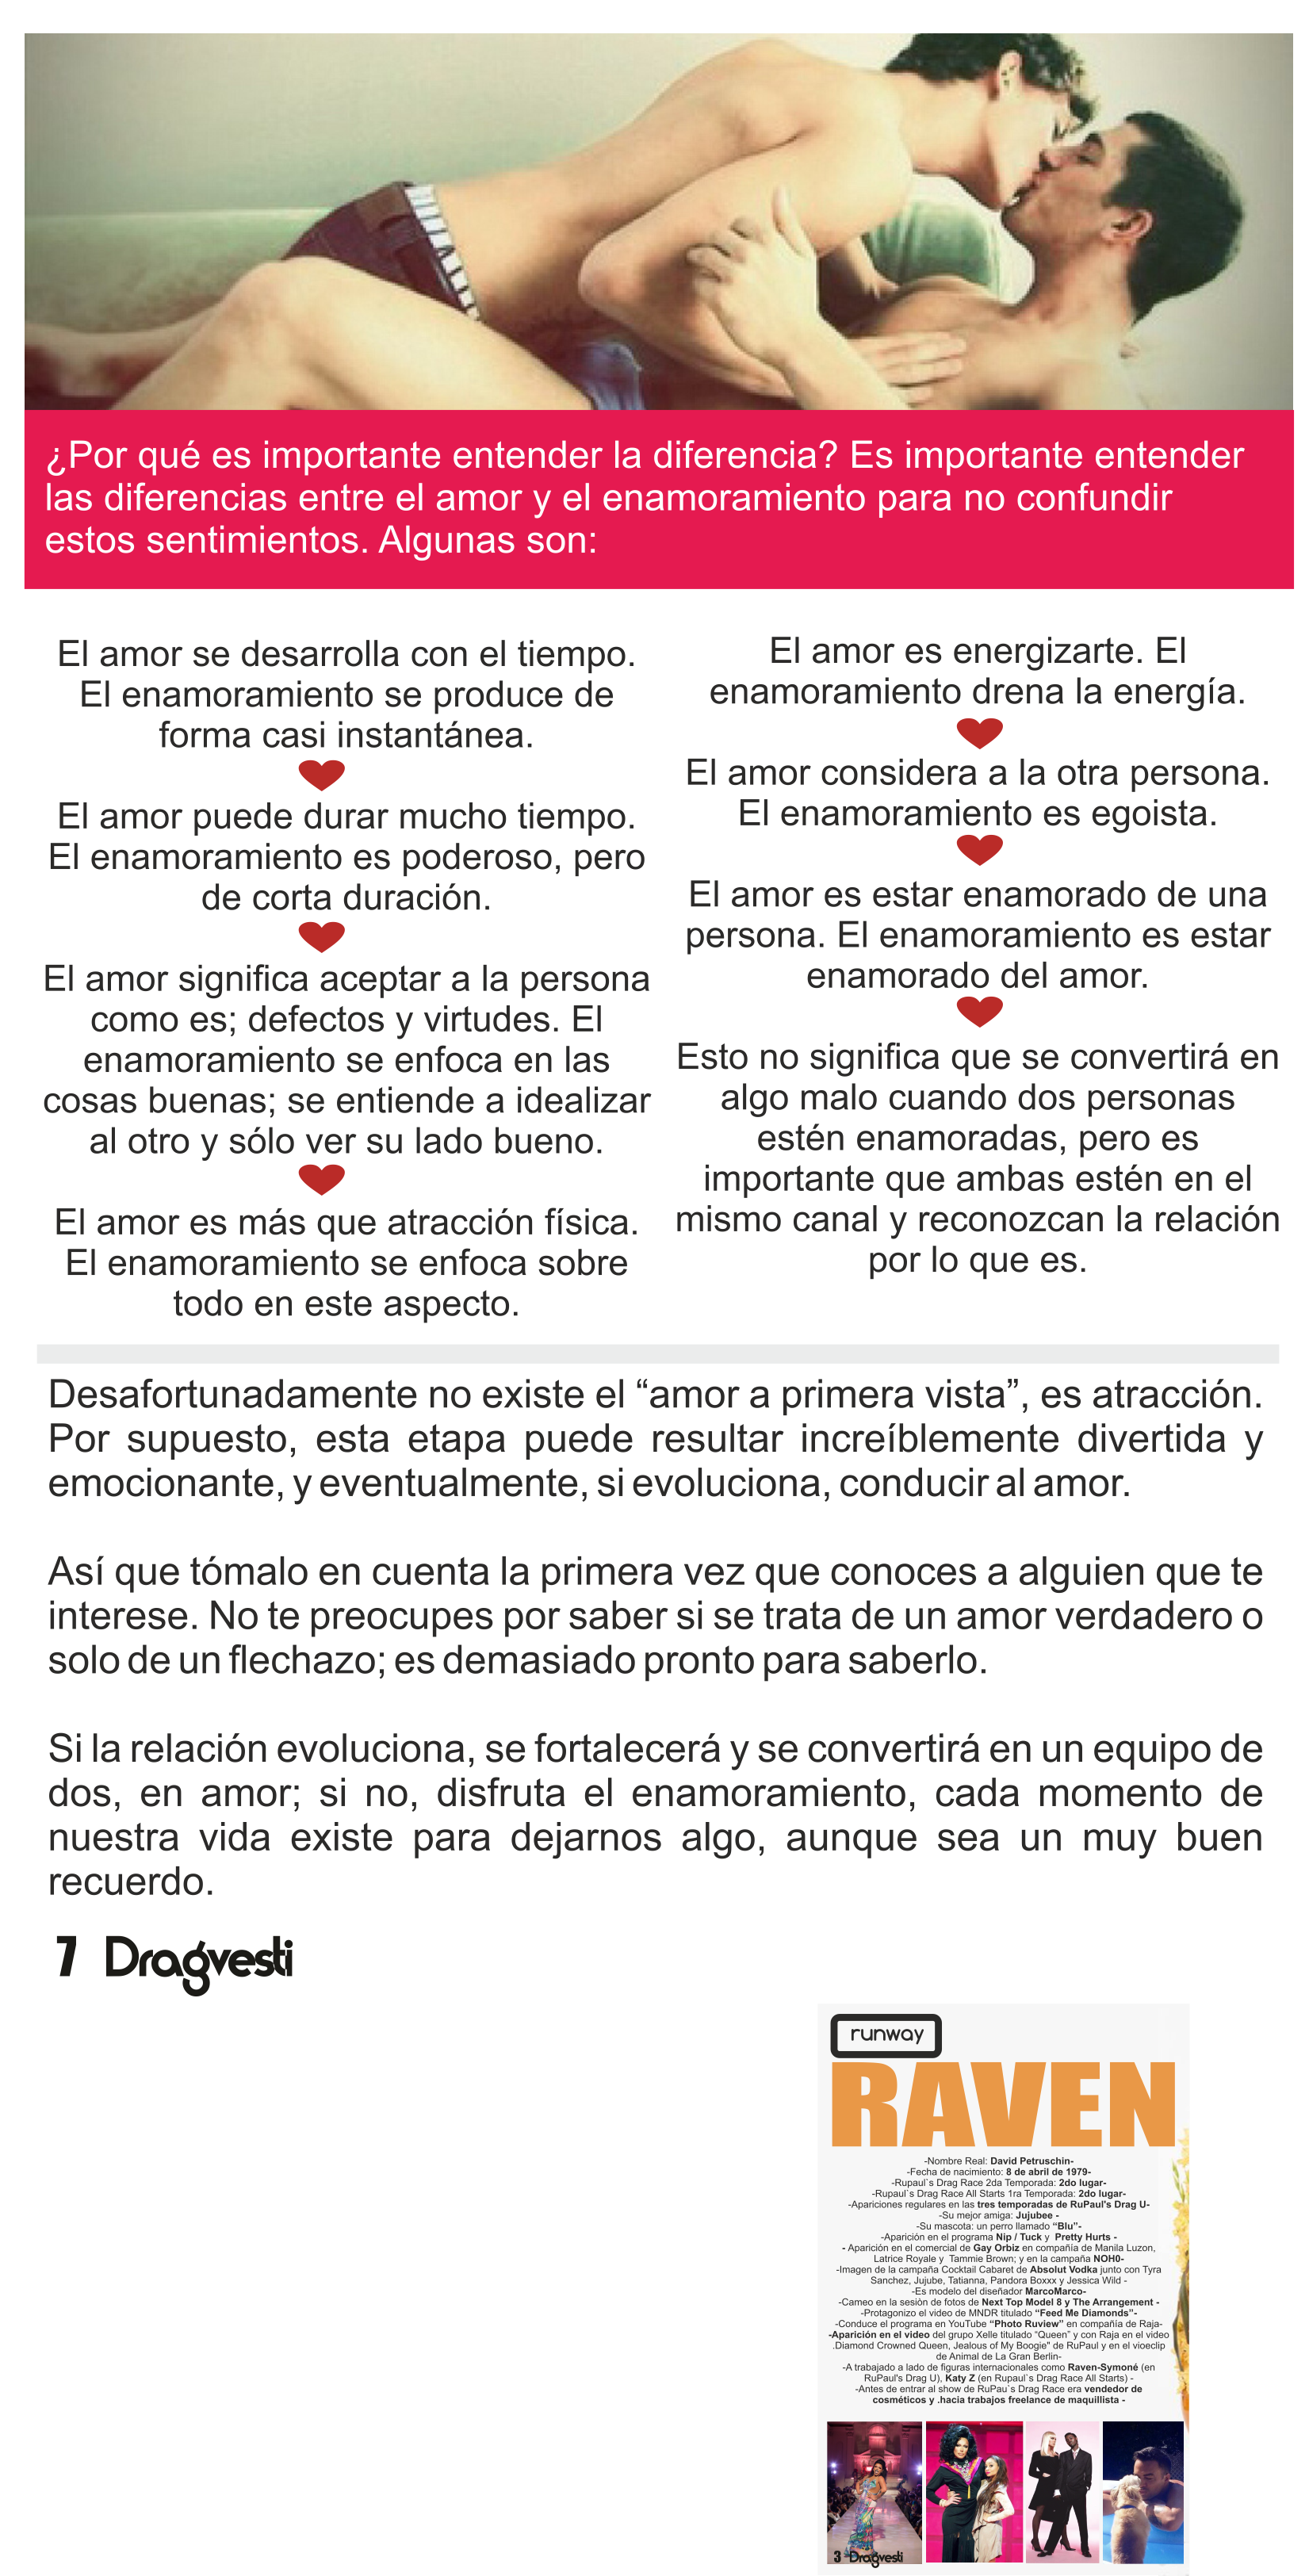 ¿Por qué es importante entender la diferencia? Es importante entender
las diferencias entre el amor y el enamoramiento para no confundir
estos sentimientos. Algunas son:
El amor se desarrolla con el tiempo.
El enamoramiento se produce de
forma casi instantánea.
El amor puede durar mucho tiempo.
El enamoramiento es poderoso, pero
de corta duración.
El amor significa aceptar a la persona
como es; defectos y virtudes. El
enamoramiento se enfoca en las
cosas buenas; se entiende a idealizar
al otro y sólo ver su lado bueno.
El amor es más que atracción física.
El enamoramiento se enfoca sobre
todo en este aspecto.
El amor es energizarte. El
enamoramiento drena la energía.
El amor considera a la otra persona.
El enamoramiento es egoista.
El amor es estar enamorado de una
persona. El enamoramiento es estar
enamorado del amor.
Esto no significa que se convertirá en
algo malo cuando dos personas
estén enamoradas, pero es
importante que ambas estén en el
mismo canal y reconozcan la relación
por lo que es.
Desafortunadamente no existe el “amor a primera vista”, es atracción.
Por supuesto, esta etapa puede resultar increíblemente divertida y
emocionante, y eventualmente, si evoluciona, conducir al amor.
Así que tómalo en cuenta la primera vez que conoces a alguien que te
interese. No te preocupes por saber si se trata de un amor verdadero o
solo de un flechazo; es demasiado pronto para saberlo.
Si la relación evoluciona, se fortalecerá y se convertirá en un equipo de
dos, en amor; si no, disfruta el enamoramiento, cada momento de
nuestra vida existe para dejarnos algo, aunque sea un muy buen
recuerdo.
7 Dragvesti
runway
RAVEN
-Nombre Real: David Petruschin-
-Fecha de nacimiento: 8 de abril de 1979-
-Rupaul`s Drag Race 2da Temporada: 2do lugar-
-Rupaul`s Drag Race All Starts 1ra Temporada: 2do lugar-
-Apariciones regulares en las tres temporadas de RuPaul's Drag U-
-Su mejor amiga: Jujubee -
-Su mascota: un perro llamado “Blu”-
-Aparición en el programa Nip / Tuck y Pretty Hurts -
- Aparición en el comercial de Gay Orbiz en compañía de Manila Luzon,
Latrice Royale y Tammie Brown; y en la campaña NOH0-
-Imagen de la campaña Cocktail Cabaret de Absolut Vodka junto con Tyra
Sanchez, Jujube, Tatianna, Pandora Boxxx y Jessica Wild -
-Es modelo del diseñador MarcoMarco-
-Cameo en la sesión de fotos de Next Top Model 8 y The Arrangement -
-Protagonizo el video de MNDR titulado “Feed Me Diamonds”-
-Conduce el programa en YouTube “Photo Ruview” en compañía de Raja-
-Aparición en el video del grupo Xelle titulado “Queen” y con Raja en el video
.Diamond Crowned Queen, Jealous of My Boogie" de RuPaul y en el vioeclip
de Animal de La Gran Berlin-
-A trabajado a lado de figuras internacionales como Raven-Symoné (en
RuPaul's Drag U), Katy Z (en Rupaul`s Drag Race All Starts) -
-Antes de entrar al show de RuPau`s Drag Race era vendedor de
cosméticos y .hacia trabajos freelance de maquillista -
3 Dragvesti